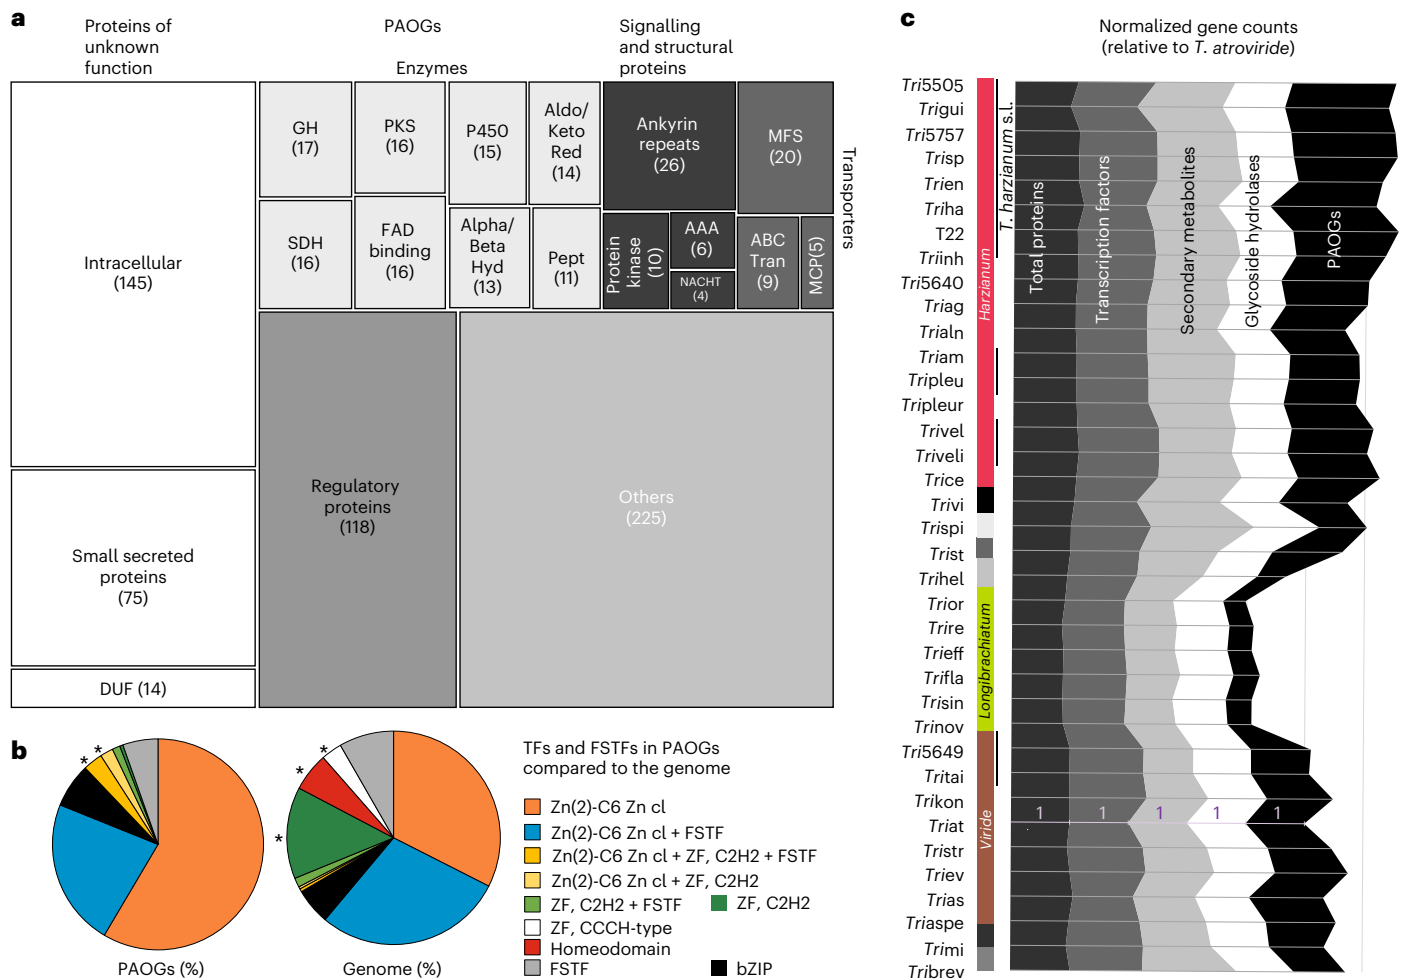 a
Proteins of
unknown
function
PAOGs
Enzymes
Signalling
and structural
proteins
Transporters
Intracellular
(145)
Small secreted
proteins
(75)
DUF (14)
GH
(17)
PKS
(16)
P450
(15)
Aldo/
Keto
Red
(14)
SDH
(16)
FAD
binding
(16)
Alpha/
Beta
Hyd
(13)
Pept
(11)
Ankyrin
repeats
(26)
MFS
(20)
Protein
kinase
(10)
AAA
(6)
NACHT
(4)
ABC
Tran
(9)
MCP(5)
Regulatory
proteins
(118)
Others
(225)
b
*
*
PAOGs (%)
*
*
*
Genome (%)
TFs and FSTFs in PAOGs
compared to the genome
Zn(2)-C6 Zn cl
Zn(2)-C6 Zn cl + FSTF
Zn(2)-C6 Zn cl + ZF, C2H2 + FSTF
Zn(2)-C6 Zn cl + ZF, C2H2
ZF, C2H2 + FSTF
ZF, C2H2
ZF, CCCH-type
Homeodomain
FSTF
bZIP
c
Normalized gene counts
(relative to T. atroviride)
Tri5505
Trigui
Tri5757
Trisp
Trien
Triha
T22
Triinh
Tri5640
Triag
Trialn
Triam
Tripleu
Tripleur
Trivel
Triveli
Trice
Trivi
Trispi
Trist
Trihel
Trior
Trire
Trieff
Trifla
Trisin
Trinov
Tri5649
Tritai
Trikon
Triat
Tristr
Triev
Trias
Triaspe
Trimi
Tribrev
Harzianum
Longibrachiatum
Viride
T. harzianum s.l.
Total proteins
Transcription factors
Secondary metabolites
Glycoside hydrolases
PAOGs
1 1 1 1 1